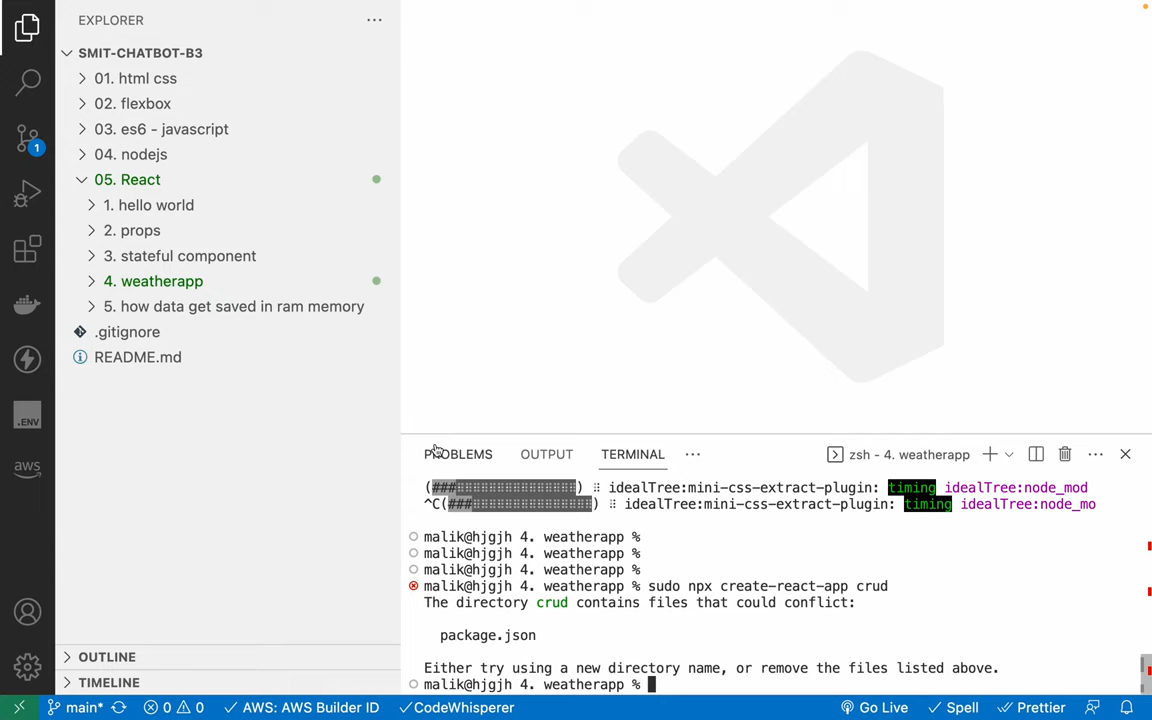 EXPLORER
SMIT-CHATBOT-B3
01. html css
02. flexbox
03. es6 - javascript
04. nodejs
05. React
1. hello world
2. props
3. stateful component
4. weatherapp
5. how data get saved in ram memory
.gitignore
README.md
OUTLINE
TIMELINE
1
.ENV
aws
PROBLEMS OUTPUT TERMINAL ··· zsh - 4. weatherapp
(###⠂⠂⠂⠂⠂⠂⠂⠂⠂⠂⠂⠂⠂⠂⠂) ⠇ idealTree:mini-css-extract-plugin: timing idealTree:node_mod
^C(###⠂⠂⠂⠂⠂⠂⠂⠂⠂⠂⠂⠂⠂⠂⠂) ⠇ idealTree:mini-css-extract-plugin: timing idealTree:node_mo
malik@hjgjh 4. weatherapp %
malik@hjgjh 4. weatherapp %
malik@hjgjh 4. weatherapp %
malik@hjgjh 4. weatherapp % sudo npx create-react-app crud
The directory crud contains files that could conflict:
package.json
Either try using a new directory name, or remove the files listed above.
malik@hjgjh 4. weatherapp %
main* 0 0 AWS: AWS Builder ID CodeWhisperer Go Live Spell Prettier